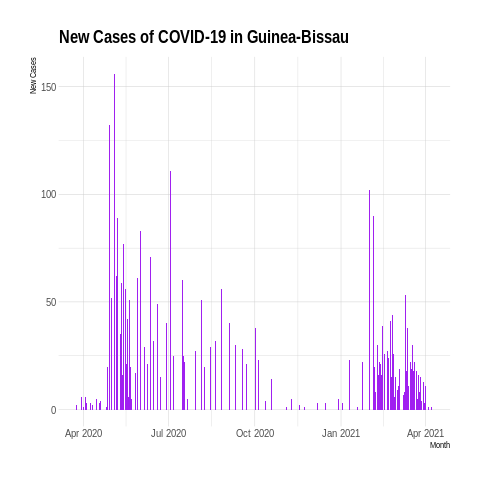 New Cases of COVID-19 in Guinea-Bissau
New Cases
150
100
50
0
Apr 2020 Jul 2020 Oct 2020 Jan 2021 Apr 2021
Month